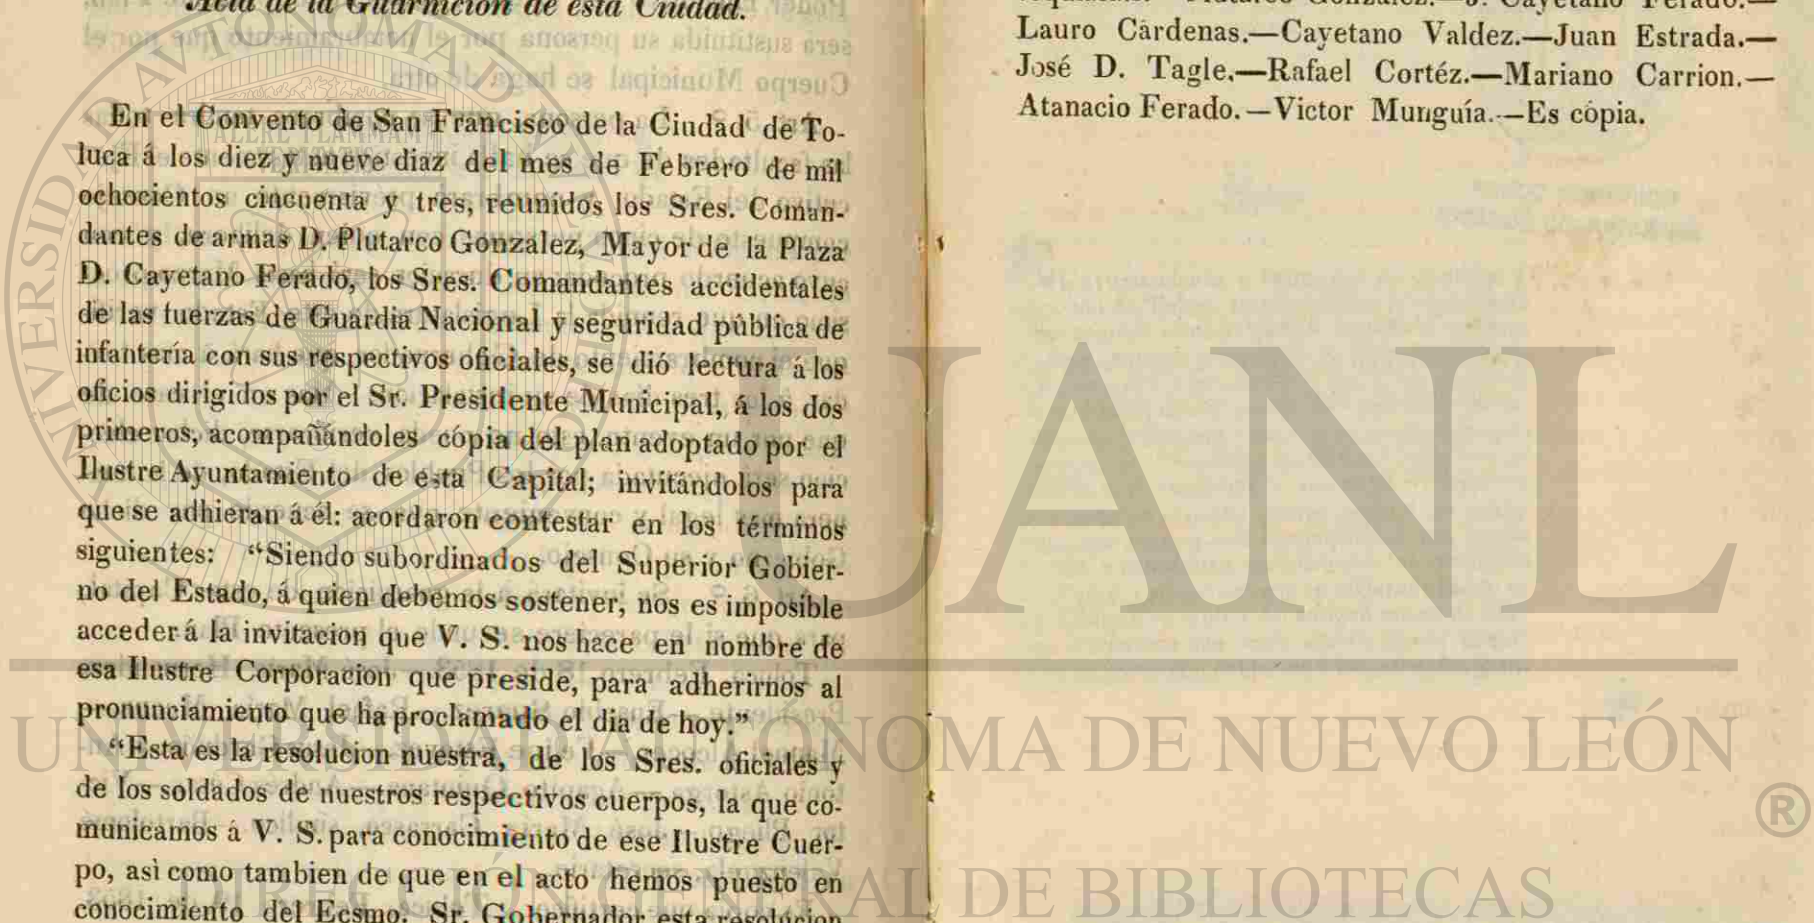 Acta de la Guarnicion de esta Ciudad.
En el Convento de San Francisco de la Ciudad de To-
luca á los diez y nueve diaz del mes de Febrero de mil
ochocientos cincuenta y tres, reunidos los Sres. Coman-
dantes de armas D. Plutarco Gonzalez, Mayor de la Plaza
D. Cayetano Ferado, los Sres. Comandantes accidentales
de las fuerzas de Guardia Nacional y seguridad pública de
infantería con sus respectivos oficiales, se dió lectura á los
oficios dirigidos por el Sr. Presidente Municipal, á los dos
primeros, acompañándoles cópia del plan adoptado por el
Ilustre Ayuntamiento de esta Capital; invitándolos para
que se adhieran á él: acordaron contestar en los términos
siguientes: “Siendo subordinados del Superior Gobier-
no del Estado, á quien debemos sostener, nos es imposible
acceder á la invitacion que V. S. nos hace en nombre de
esa Ilustre Corporacion que preside, para adherirnos al
pronunciamiento que ha proclamado el dia de hoy.”
“Esta es la resolucion nuestra, de los Sres. oficiales y
de los soldados de nuestros respectivos cuerpos, la que co-
municamos á V. S. para conocimiento de ese Ilustre Cuer-
po, asì como tambien de que en el acto hemos puesto en
conocimiento del Ecsmo. Sr. Gobernador esta resolucion
Cayetano Ferado.—
Lauro Cárdenas.—Cayetano Valdez.—Juan Estrada.—
José D. Tagle.—Rafael Cortéz.—Mariano Carrion.—
Atanacio Ferado.—Victor Munguía.—Es cópia.
UANL
UNIVERSIDAD AUTÓNOMA DE NUEVO LEÓN
®
DIRECCIÓN GENERAL DE BIBLIOTECAS